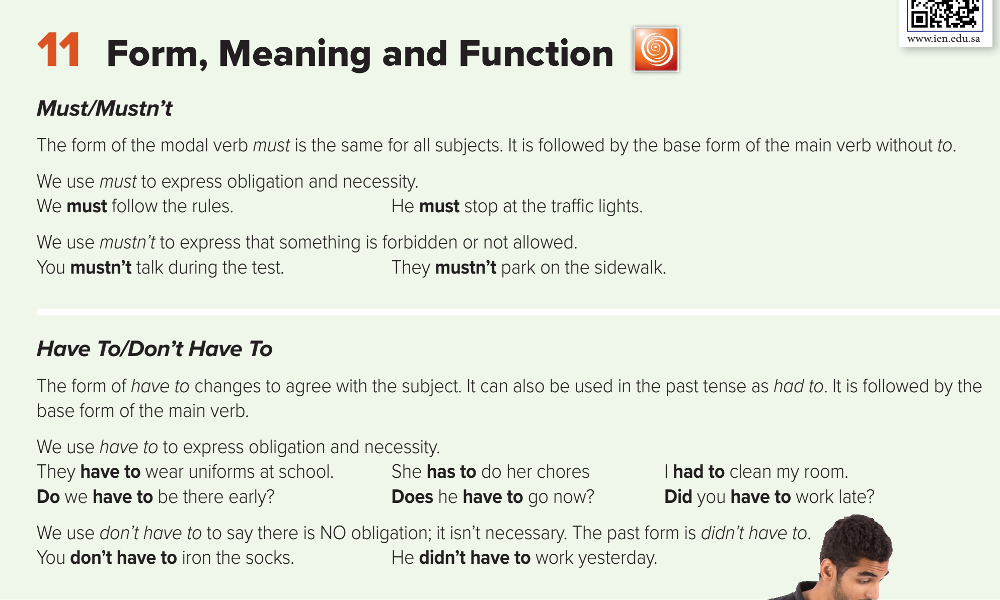 www.ien.edu.sa
11 Form, Meaning and Function
Must/Mustn’t
The form of the modal verb must is the same for all subjects. It is followed by the base form of the main verb without to.
We use must to express obligation and necessity.
We must follow the rules. He must stop at the traffic lights.
We use mustn’t to express that something is forbidden or not allowed.
You mustn’t talk during the test. They mustn’t park on the sidewalk.
Have To/Don’t Have To
The form of have to changes to agree with the subject. It can also be used in the past tense as had to. It is followed by the
base form of the main verb.
We use have to to express obligation and necessity.
They have to wear uniforms at school. She has to do her chores I had to clean my room.
Do we have to be there early? Does he have to go now? Did you have to work late?
We use don’t have to to say there is NO obligation; it isn’t necessary. The past form is didn’t have to.
You don’t have to iron the socks. He didn’t have to work yesterday.